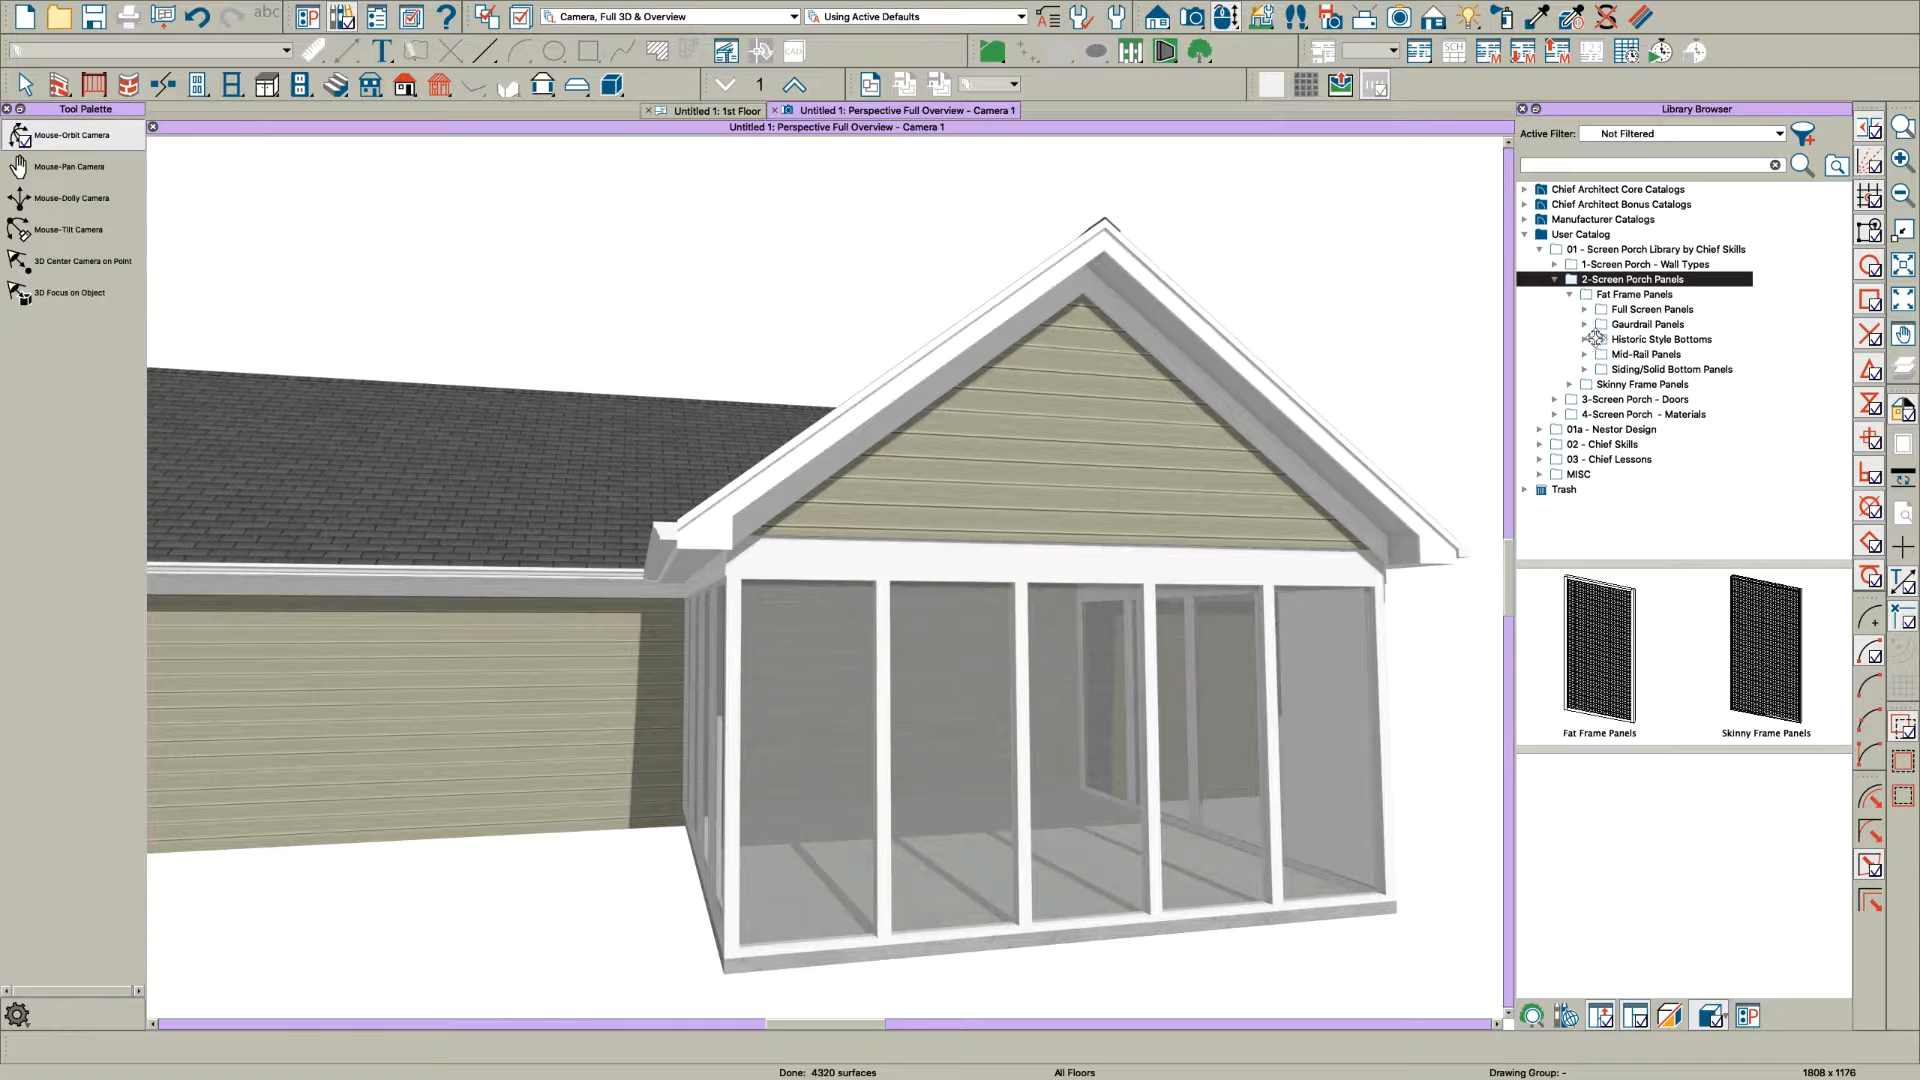 abc
Camera, Full 3D & Overview
Using Active Defaults
T
CAD
SCH
M
M
M
123
1
Tool Palette
Untitled 1: 1st Floor
Untitled 1: Perspective Full Overview - Camera 1
Library Browser
Untitled 1: Perspective Full Overview - Camera 1
Mouse-Orbit Camera
Mouse-Pan Camera
Mouse-Dolly Camera
Mouse-Tilt Camera
3D Center Camera on Point
3D Focus on Object
Active Filter:
Not Filtered
Chief Architect Core Catalogs
Chief Architect Bonus Catalogs
Manufacturer Catalogs
User Catalog
01 - Screen Porch Library by Chief Skills
1-Screen Porch - Wall Types
2-Screen Porch Panels
Fat Frame Panels
Full Screen Panels
Gaurdrail Panels
Historic Style Bottoms
Mid-Rail Panels
Siding/Solid Bottom Panels
Skinny Frame Panels
3-Screen Porch - Doors
4-Screen Porch - Materials
01a - Nestor Design
02 - Chief Skills
03 - Chief Lessons
MISC
Trash
Fat Frame Panels
Skinny Frame Panels
Done: 4320 surfaces
All Floors
Drawing Group: -
1808 x 1176